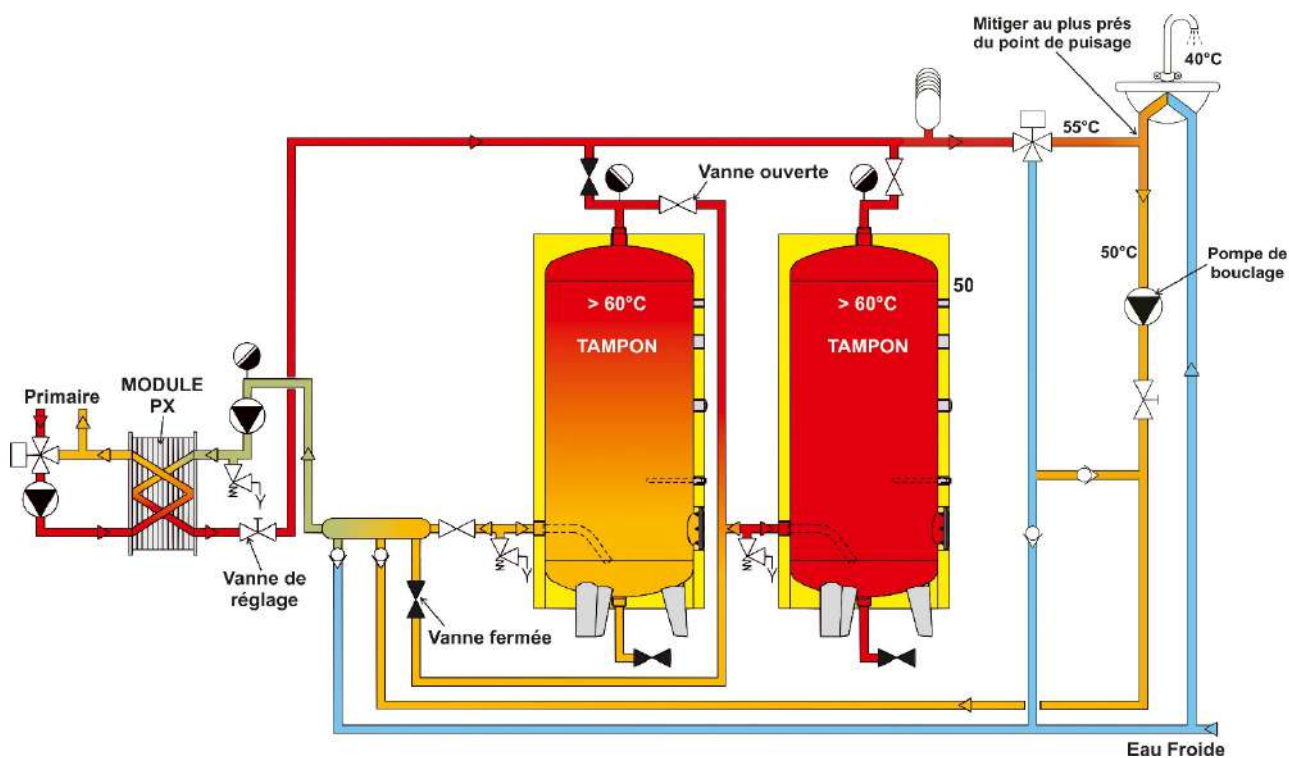 Mitiger au plus prés
du point de puisage
40°C
55°C
Vanne ouverte
50°C
Pompe de
bouclage
> 60°C
TAMPON
> 60°C
TAMPON
50
Primaire
MODULE
PX
Vanne de
réglage
Vanne fermée
Eau Froide